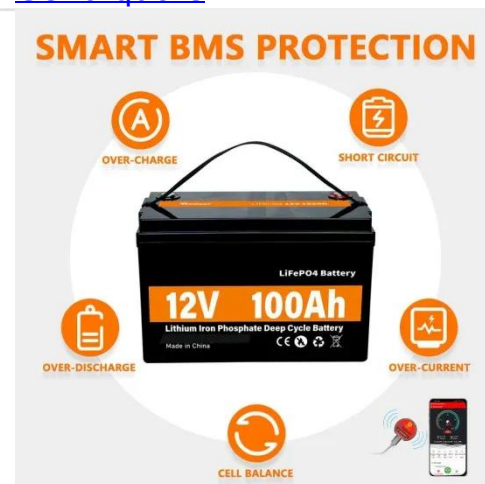 SMART BMS PROTECTION
OVER-CHARGE
SHORT CIRCUIT
LiFePO4 Battery
12V 100Ah
Lithium Iron Phosphate Deep Cycle Battery
Made in China
CE
OVER-DISCHARGE
OVER-CURRENT
CELL BALANCE